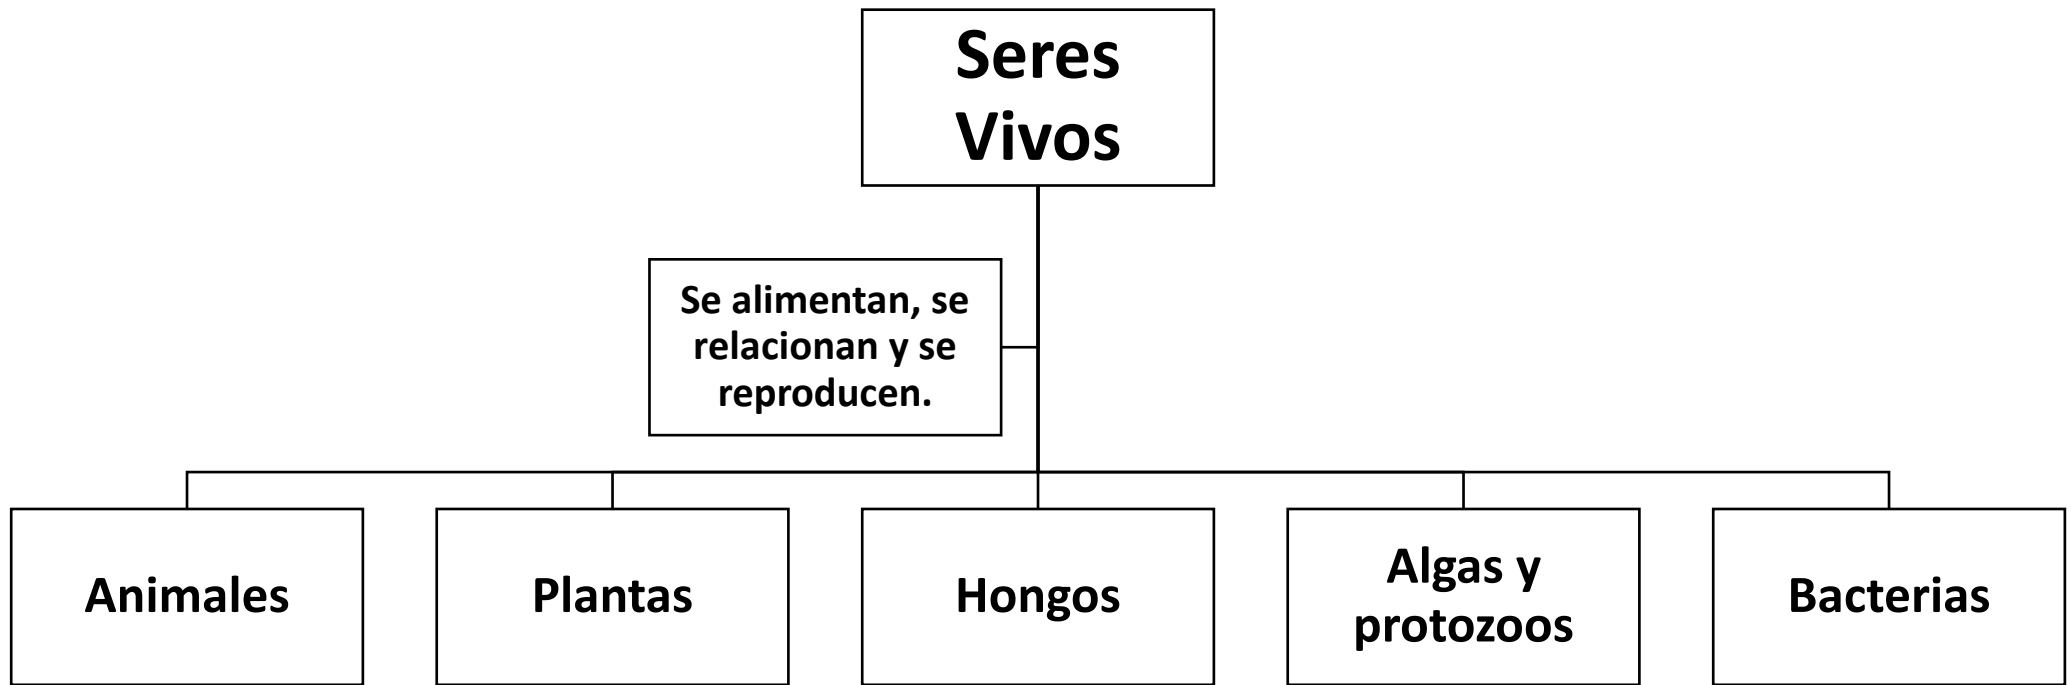 Seres
Vivos
Se alimentan, se
relacionan y se
reproducen.
Animales
Plantas
Hongos
Algas y
protozoos
Bacterias